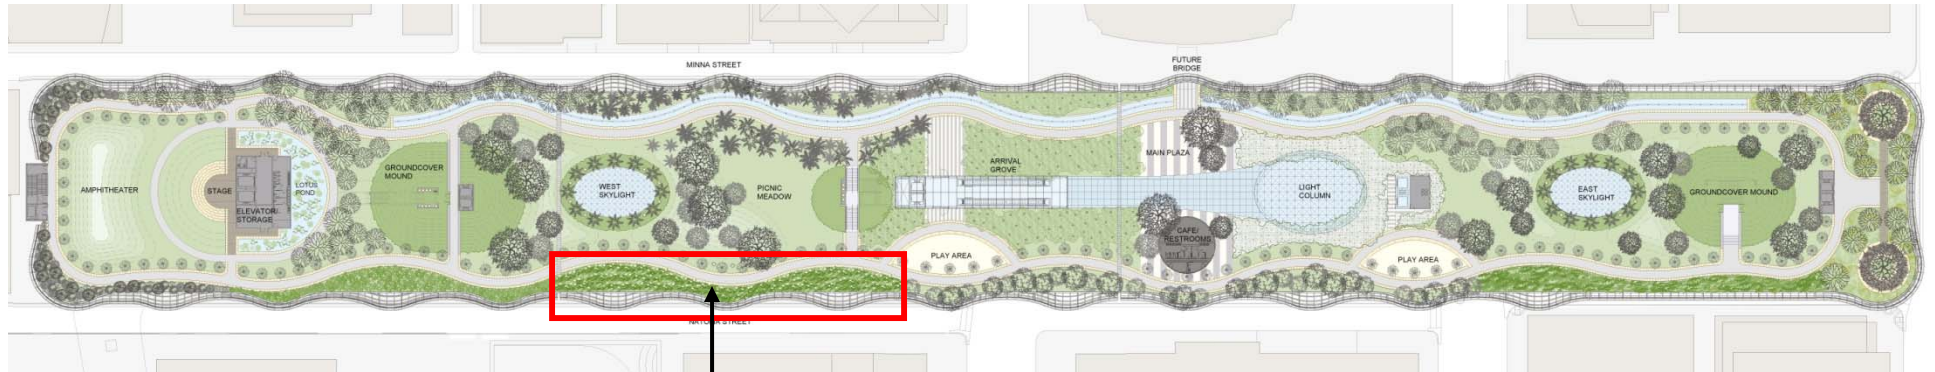 MINNA STREET
FUTURE
BRIDGE
AMPHITHEATER
STAGE
ELEVATOR/
STORAGE
LOTUS
POND
GROUNDCOVER
MOUND
WEST
SKYLIGHT
PICNIC
MEADOW
ARRIVAL
GROVE
MAIN PLAZA
LIGHT
COLUMN
CAFE/
RESTROOMS
PLAY AREA
PLAY AREA
EAST
SKYLIGHT
GROUNDCOVER MOUND
NATOMA STREET